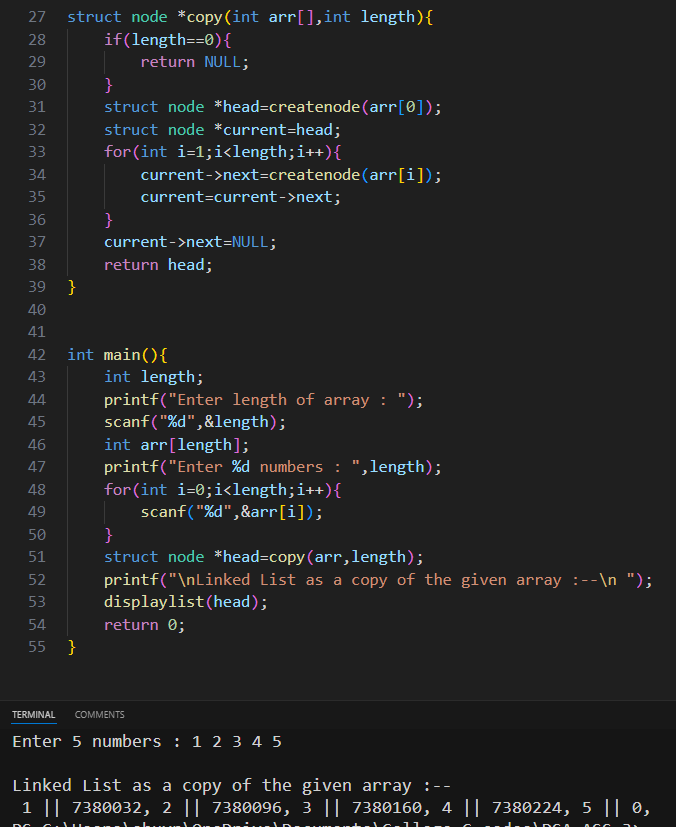 27 struct node *copy(int arr[],int length){
28 if(length==0){
29 return NULL;
30 }
31 struct node *head=createnode(arr[0]);
32 struct node *current=head;
33 for(int i=1;i<length;i++){
34 current->next=createnode(arr[i]);
35 current=current->next;
36 }
37 current->next=NULL;
38 return head;
39 }
40
41
42 int main(){
43 int length;
44 printf("Enter length of array : ");
45 scanf("%d",&length);
46 int arr[length];
47 printf("Enter %d numbers : ",length);
48 for(int i=0;i<length;i++){
49 scanf("%d",&arr[i]);
50 }
51 struct node *head=copy(arr,length);
52 printf("\nLinked List as a copy of the given array :--\n ");
53 displaylist(head);
54 return 0;
55 }
TERMINAL COMMENTS
Enter 5 numbers : 1 2 3 4 5
Linked List as a copy of the given array :--
1 || 7380032, 2 || 7380096, 3 || 7380160, 4 || 7380224, 5 || 0,